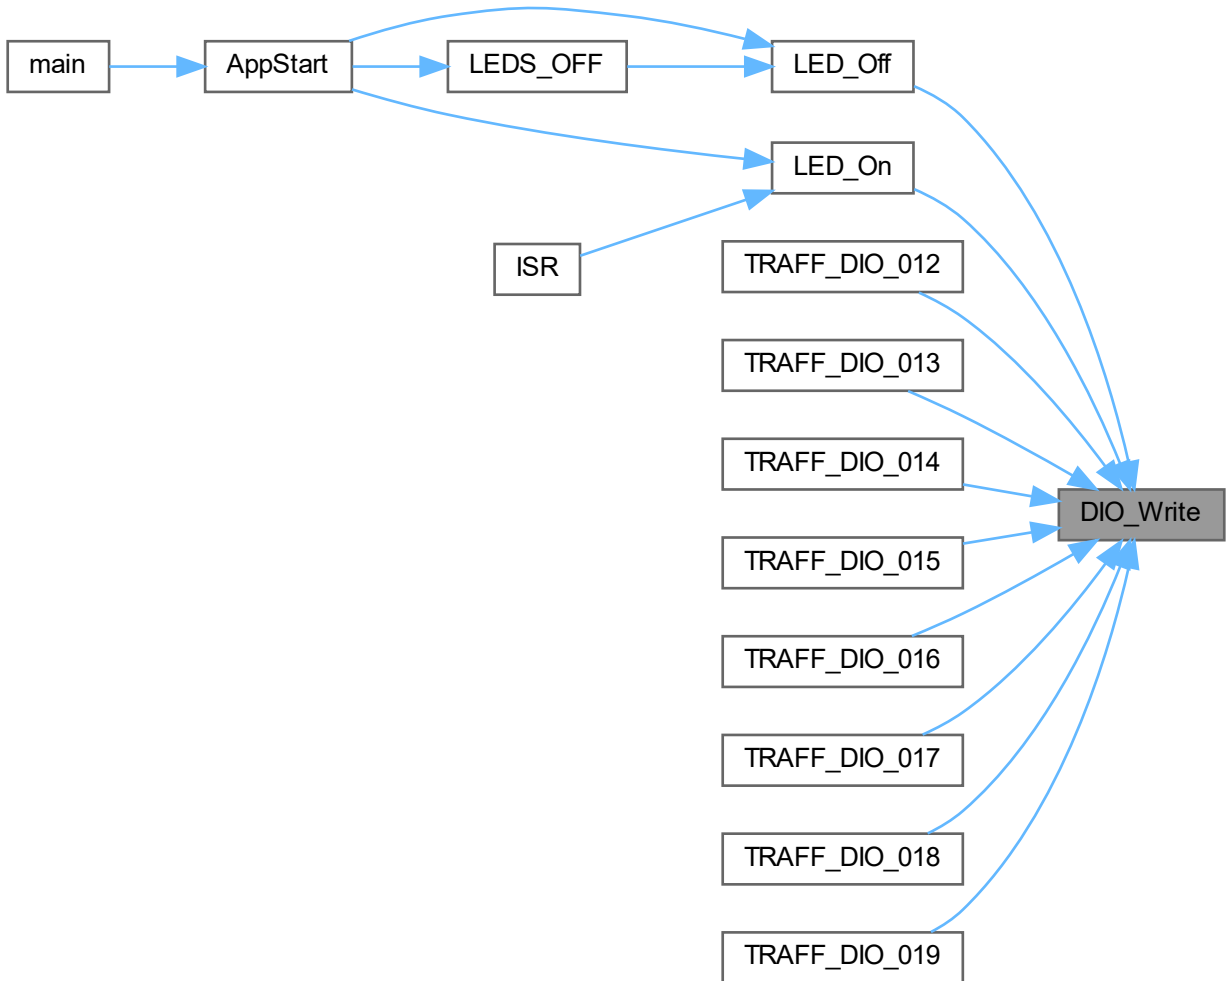 main
AppStart
LEDS_OFF
LED_Off
LED_On
ISR
TRAFF_DIO_012
TRAFF_DIO_013
TRAFF_DIO_014
DIO_Write
TRAFF_DIO_015
TRAFF_DIO_016
TRAFF_DIO_017
TRAFF_DIO_018
TRAFF_DIO_019